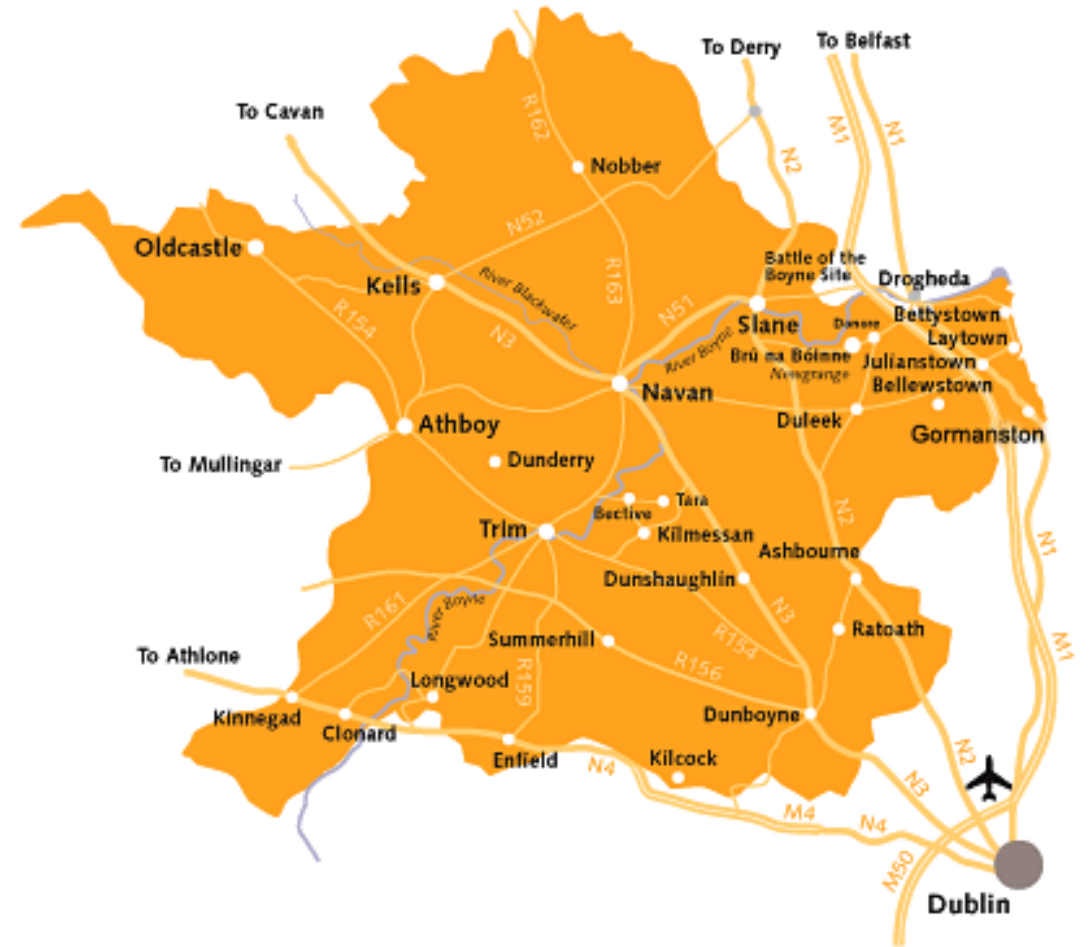 To Derry
To Belfast
To Cavan
R162
M1
N1
N2
Nobber
N52
Oldcastle
Kells
River Blackwater
R163
Battle of the
Boyne Site
Drogheda
R154
N3
N51
Slane
Donore
Bettystown
Laytown
River Boyne
Brú na Bóinne
Newgrange
Julianstown
Bellewstown
Navan
Duleek
Gormanston
Athboy
To Mullingar
Dunderry
Bective
Tara
Trim
Kilmessan
N2
N1
Ashbourne
Dunshaughlin
R161
River Boyne
N3
Ratoath
Summerhill
R154
M1
To Athlone
R156
Longwood
R159
Kinnegad
Clonard
Dunboyne
Enfield
N4
Kilcock
N2
N3
M4
N4
M50
Dublin